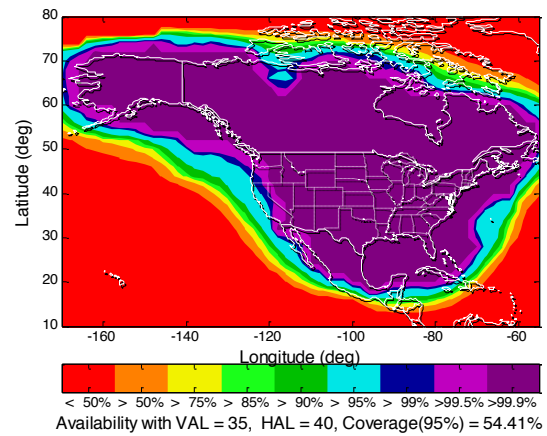 80
70
60
50
40
30
20
10
Latitude (deg)
-160 -140 -120 -100 -80 -60
Longitude (deg)
< 50% > 50% > 75% > 85% > 90% > 95% > 99% >99.5% >99.9%
Availability with VAL = 35, HAL = 40, Coverage(95%) = 54.41%